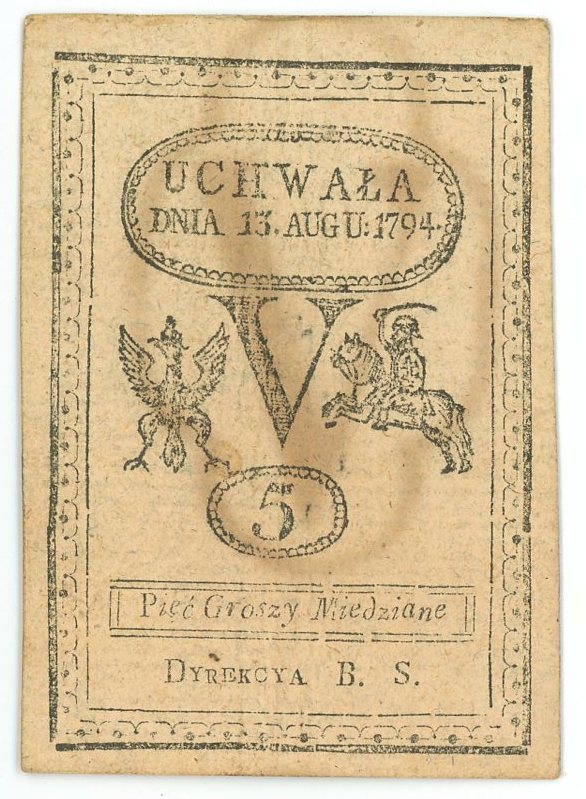 UCHWAŁA
DNIA 13. AUGU: 1794.
V
5
Pięć Groszy Miedziane
DYREKCYA B. S.